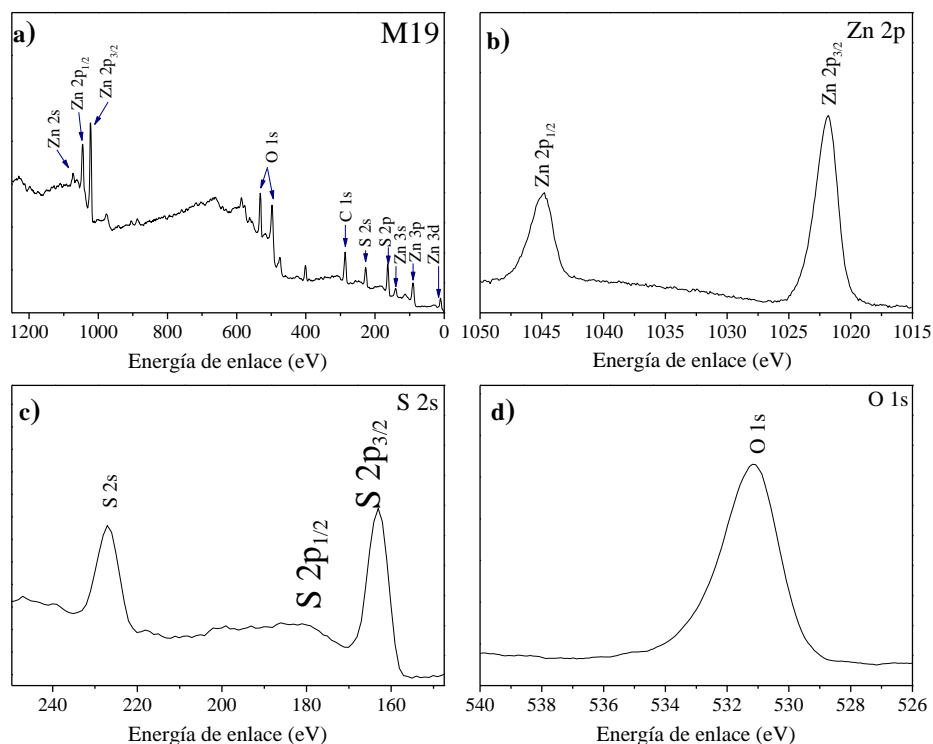 a)
M19
Zn 2s
Zn 2p1/2
Zn 2p3/2
O 1s
C 1s
S 2s
S 2p
Zn 3s
Zn 3p
Zn 3d
1200 1000 800 600 400 200 0
Energía de enlace (eV)
b)
Zn 2p
Zn 2p1/2
Zn 2p3/2
1050 1045 1040 1035 1030 1025 1020 1015
Energía de enlace (eV)
c)
S 2s
S 2s
S 2p1/2
S 2p3/2
240 220 200 180 160
Energía de enlace (eV)
d)
O 1s
O 1s
540 538 536 534 532 530 528 526
Energía de enlace (eV)